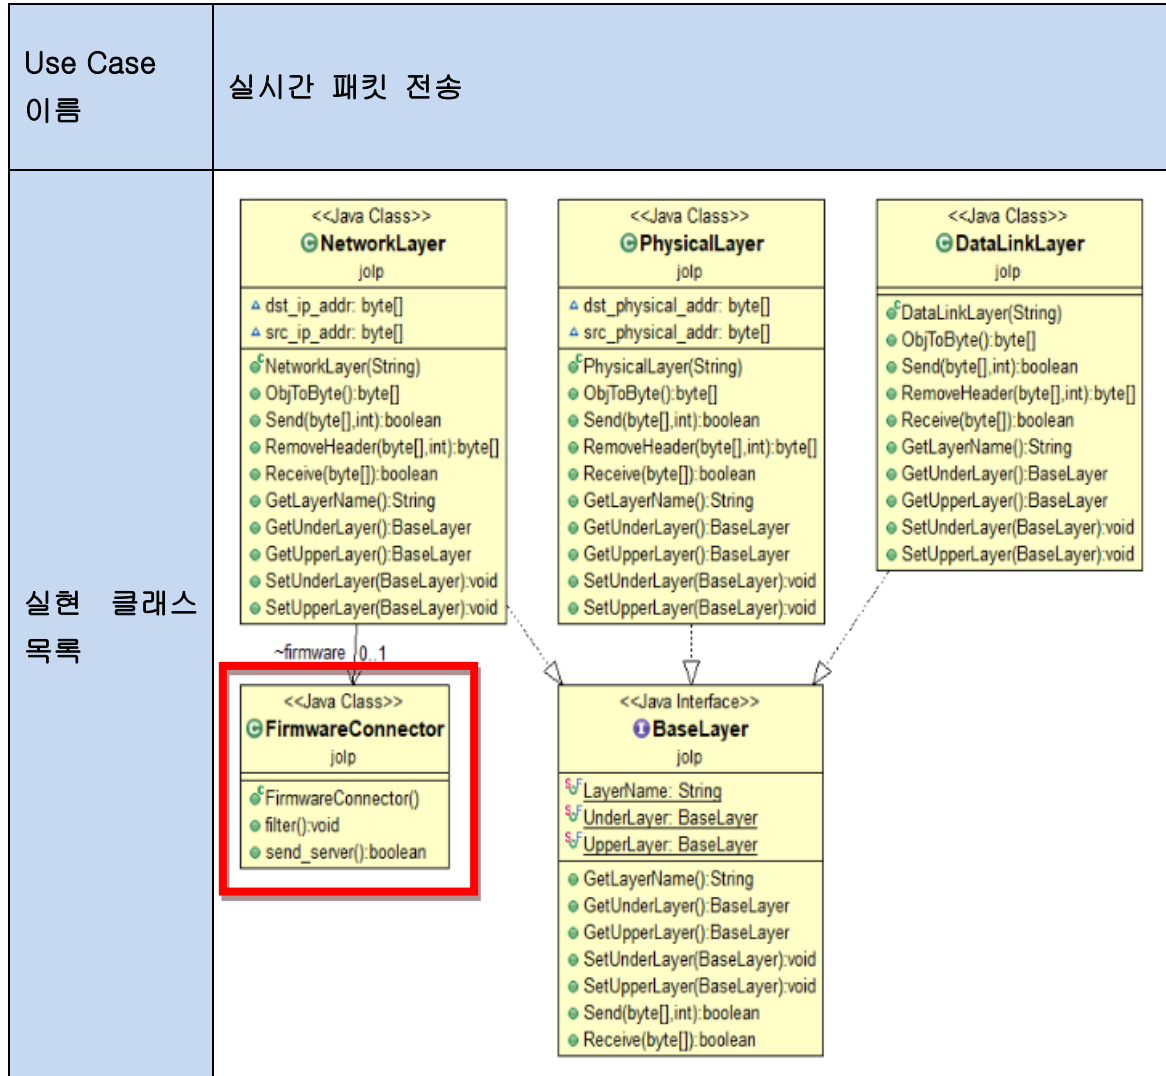 Use Case
이름
실시간 패킷 전송
실현 클래스
목록
<<Java Class>>
NetworkLayer
jolp
dst_ip_addr: byte[]
src_ip_addr: byte[]
NetworkLayer(String)
ObjToByte():byte[]
Send(byte[],int):boolean
RemoveHeader(byte[],int):byte[]
Receive(byte[]):boolean
GetLayerName():String
GetUnderLayer():BaseLayer
GetUpperLayer():BaseLayer
SetUnderLayer(BaseLayer):void
SetUpperLayer(BaseLayer):void
<<Java Class>>
PhysicalLayer
jolp
dst_physical_addr: byte[]
src_physical_addr: byte[]
PhysicalLayer(String)
ObjToByte():byte[]
Send(byte[],int):boolean
RemoveHeader(byte[],int):byte[]
Receive(byte[]):boolean
GetLayerName():String
GetUnderLayer():BaseLayer
GetUpperLayer():BaseLayer
SetUnderLayer(BaseLayer):void
SetUpperLayer(BaseLayer):void
<<Java Class>>
DataLinkLayer
jolp
DataLinkLayer(String)
ObjToByte():byte[]
Send(byte[],int):boolean
RemoveHeader(byte[],int):byte[]
Receive(byte[]):boolean
GetLayerName():String
GetUnderLayer():BaseLayer
GetUpperLayer():BaseLayer
SetUnderLayer(BaseLayer):void
SetUpperLayer(BaseLayer):void
~firmware 0..1
<<Java Class>>
FirmwareConnector
jolp
FirmwareConnector()
filter():void
send_server():boolean
<<Java Interface>>
BaseLayer
jolp
LayerName: String
UnderLayer: BaseLayer
UpperLayer: BaseLayer
GetLayerName():String
GetUnderLayer():BaseLayer
GetUpperLayer():BaseLayer
SetUnderLayer(BaseLayer):void
SetUpperLayer(BaseLayer):void
Send(byte[],int):boolean
Receive(byte[]):boolean